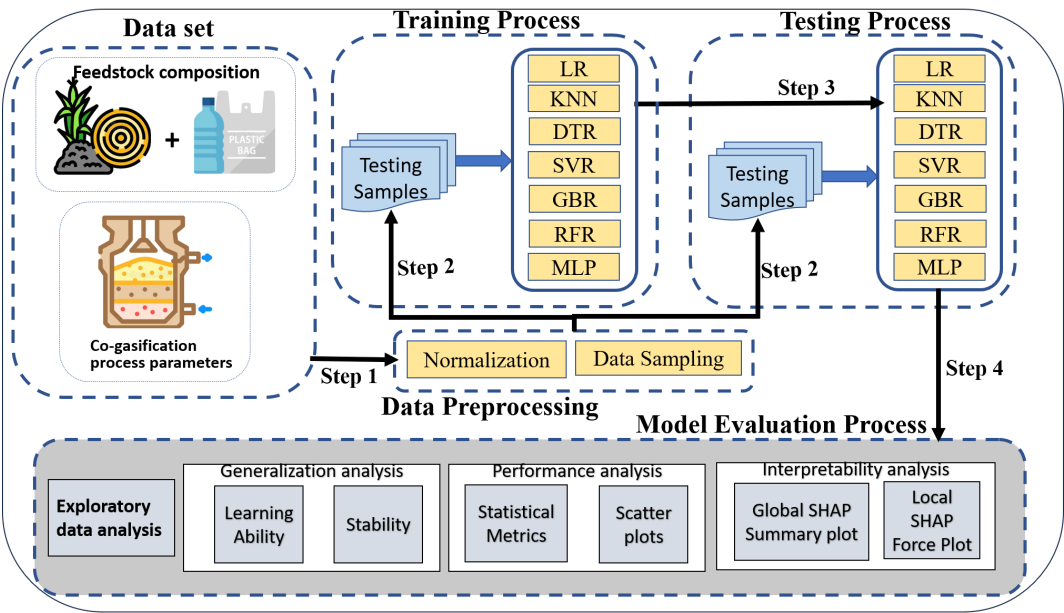 Data set
Feedstock composition
+
PLASTIC
BAG
Co-gasification
process parameters
Training Process
Testing
Samples
LR
KNN
DTR
SVR
GBR
RFR
MLP
Step 2
Step 3
Testing Process
Testing
Samples
LR
KNN
DTR
SVR
GBR
RFR
MLP
Step 2
Step 1
Normalization
Data Sampling
Data Preprocessing
Step 4
Model Evaluation Process
Exploratory
data analysis
Generalization analysis
Learning
Ability
Stability
Performance analysis
Statistical
Metrics
Scatter
plots
Interpretability analysis
Global SHAP
Summary plot
Local
SHAP
Force Plot